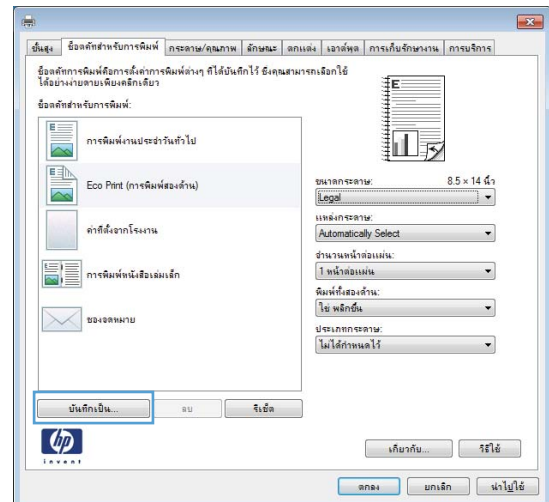 ขั้นสูง ช็อตคัทสำหรับการพิมพ์ กระดาษ/คุณภาพ ลักษณะ ตกแต่ง เอาต์พุต การเก็บรักษางาน การบริการ
ช็อตคัทการพิมพ์คือการตั้งค่าการพิมพ์ต่างๆ ที่ได้บันทึกไว้ ซึ่งคุณสามารถเลือกใช้
ได้อย่างง่ายดายเพียงคลิกเดียว
ช็อตคัทสำหรับการพิมพ์:
การพิมพ์งานประจำวันทั่วไป
Eco Print (การพิมพ์สองด้าน)
ค่าที่ตั้งจากโรงงาน
การพิมพ์หนังสือเล่มเล็ก
ซองจดหมาย
บันทึกเป็น... ลบ รีเซ็ต
E
ขนาดกระดาษ: 8.5 × 14 นิ้ว
Legal
แหล่งกระดาษ:
Automatically Select
จำนวนหน้าต่อแผ่น:
1 หน้าต่อแผ่น
พิมพ์ทั้งสองด้าน:
ใช่ พลิกขึ้น
ประเภทกระดาษ:
ไม่ได้กำหนดไว้
hp
invent
เกี่ยวกับ... วิธีใช้
ตกลง ยกเลิก นำไปใช้